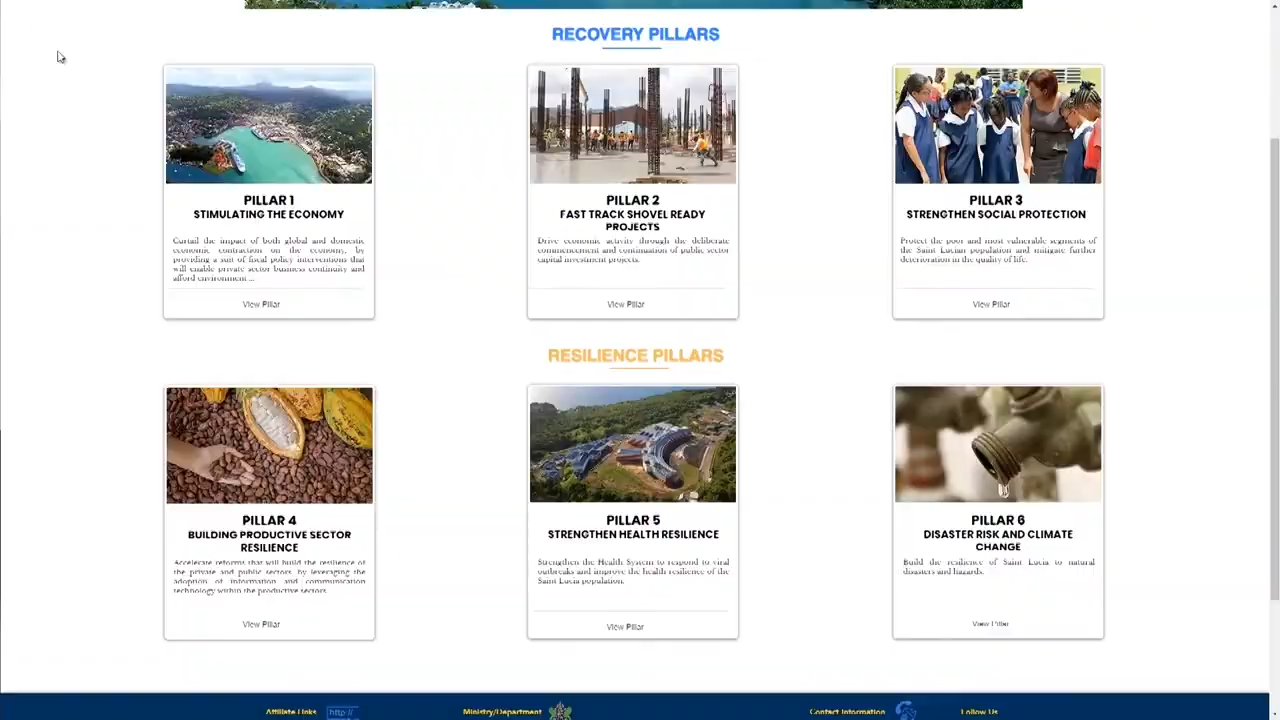 RECOVERY PILLARS
PILLAR 1
STIMULATING THE ECONOMY
Curtail the impact of both global and domestic
economic contraction on the economy, by
providing a suit of fiscal policy interventions that
will enable private sector business continuity and
afford environment ...
View Pillar
PILLAR 2
FAST TRACK SHOVEL READY
PROJECTS
Drive economic activity through the deliberate
commencement and continuation of public sector
capital investment projects.
View Pillar
PILLAR 3
STRENGTHEN SOCIAL PROTECTION
Protect the poor and most vulnerable segments of
the Saint Lucian population and mitigate further
deterioration in the quality of life.
View Pillar
RESILIENCE PILLARS
PILLAR 4
BUILDING PRODUCTIVE SECTOR
RESILIENCE
Accelerate reforms that will build the resilience of
the private and public sectors, by leveraging the
adoption of information and communication
technology within the productive sectors.
View Pillar
PILLAR 5
STRENGTHEN HEALTH RESILIENCE
Strengthen the Health System to respond to viral
outbreaks and improve the health resilience of the
Saint Lucia population.
View Pillar
PILLAR 6
DISASTER RISK AND CLIMATE
CHANGE
Build the resilience of Saint Lucia to natural
disasters and hazards.
View Pillar
Affiliate Links
http://
Ministry/Department
Contact Information
Follow Us